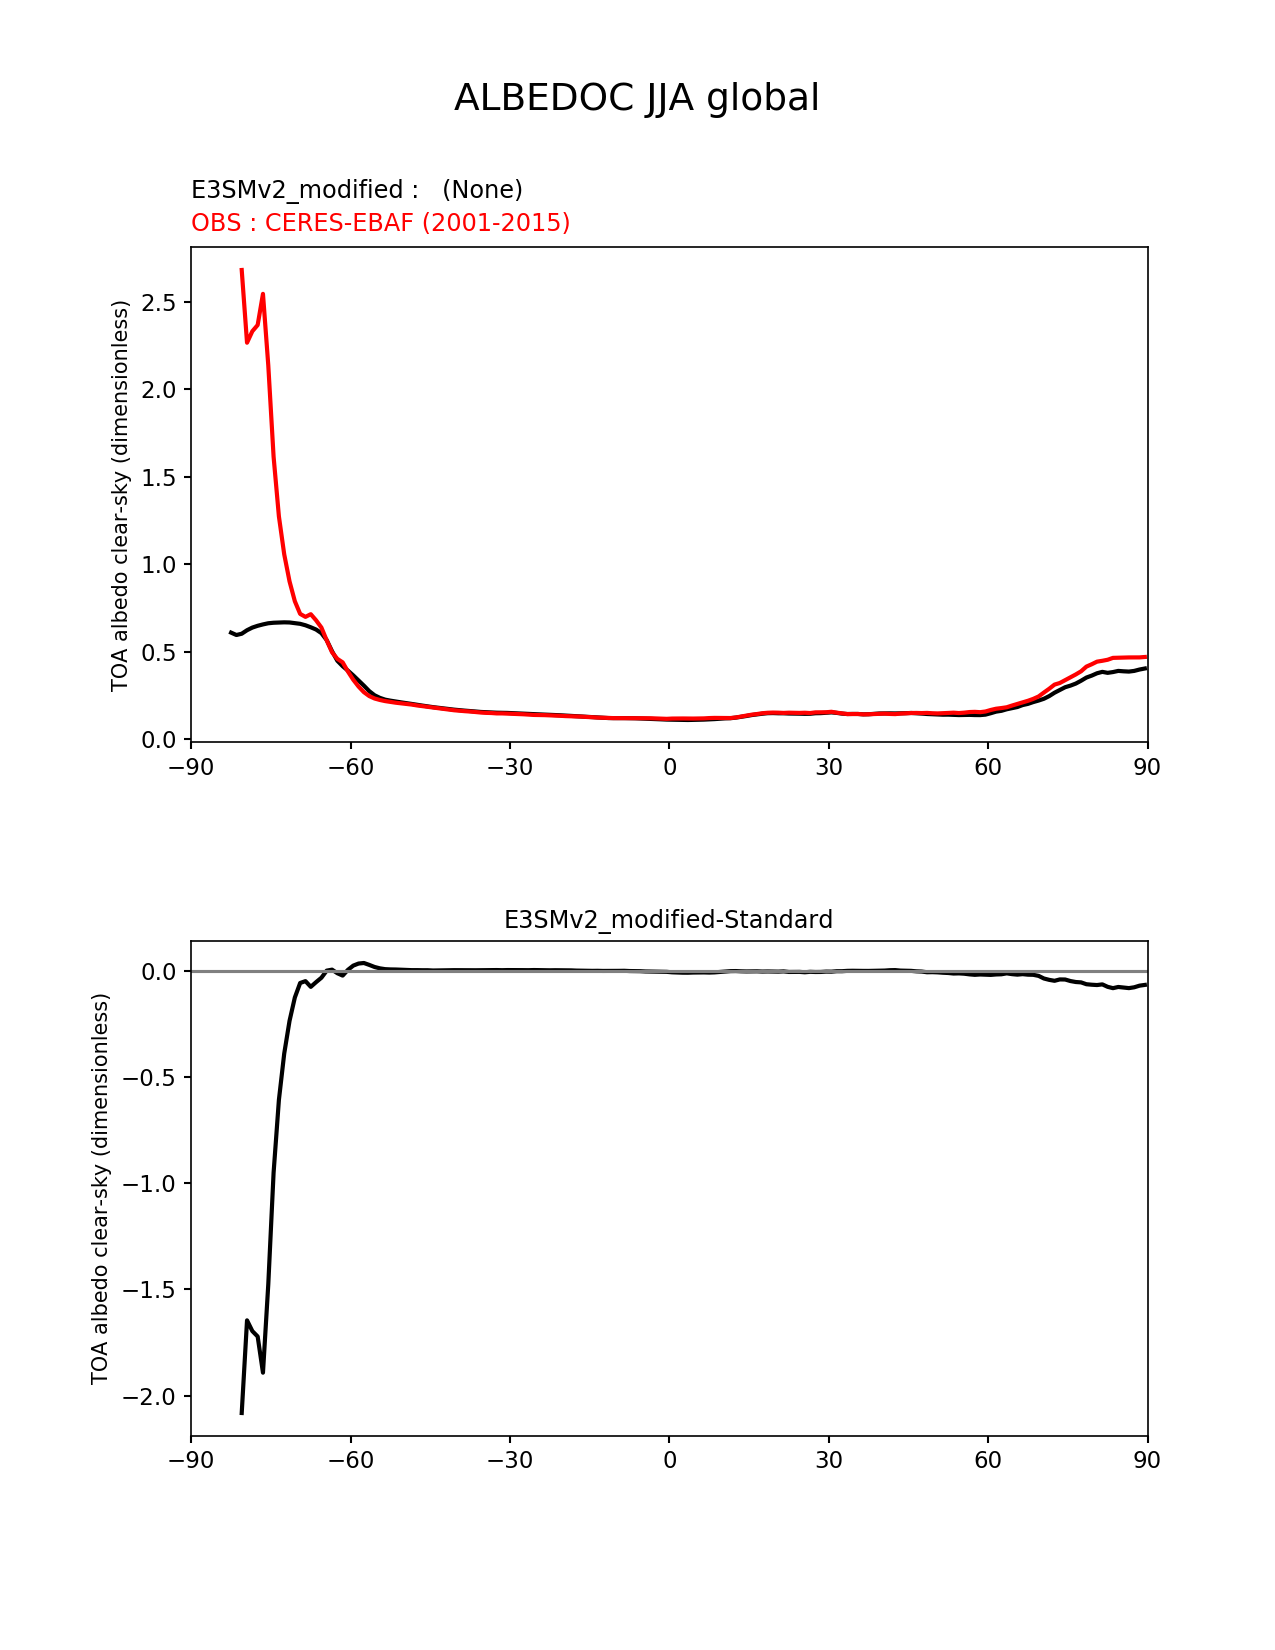 ALBEDOC JJA global
E3SMv2_modified :   (None)
OBS : CERES-EBAF (2001-2015)
TOA albedo clear-sky (dimensionless)
2.5
2.0
1.5
1.0
0.5
0.0
−90 −60 −30 0 30 60 90
E3SMv2_modified-Standard
TOA albedo clear-sky (dimensionless)
0.0
−0.5
−1.0
−1.5
−2.0
−90 −60 −30 0 30 60 90